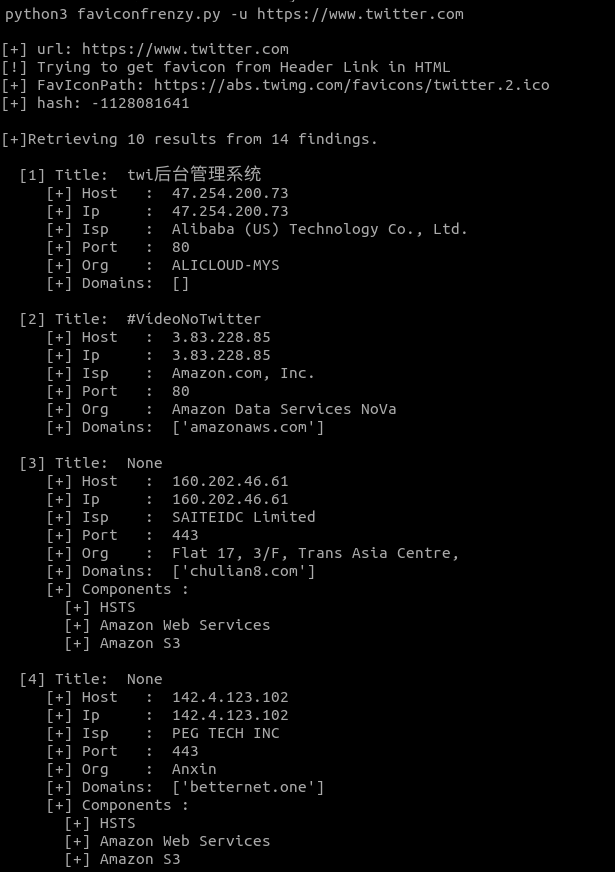 python3 faviconfrenzy.py -u https://www.twitter.com
[+] url: https://www.twitter.com
[!] Trying to get favicon from Header Link in HTML
[+] FavIconPath: https://abs.twimg.com/favicons/twitter.2.ico
[+] hash: -1128081641
[+]Retrieving 10 results from 14 findings.
[1] Title:  twi后台管理系统
[+] Host   :  47.254.200.73
[+] Ip     :  47.254.200.73
[+] Isp    :  Alibaba (US) Technology Co., Ltd.
[+] Port   :  80
[+] Org    :  ALICLOUD-MYS
[+] Domains:  []
[2] Title:  #VídeoNoTwitter
[+] Host   :  3.83.228.85
[+] Ip     :  3.83.228.85
[+] Isp    :  Amazon.com, Inc.
[+] Port   :  80
[+] Org    :  Amazon Data Services NoVa
[+] Domains:  ['amazonaws.com']
[3] Title:  None
[+] Host   :  160.202.46.61
[+] Ip     :  160.202.46.61
[+] Isp    :  SAITEIDC Limited
[+] Port   :  443
[+] Org    :  Flat 17, 3/F, Trans Asia Centre,
[+] Domains:  ['chulian8.com']
[+] Components :
[+] HSTS
[+] Amazon Web Services
[+] Amazon S3
[4] Title:  None
[+] Host   :  142.4.123.102
[+] Ip     :  142.4.123.102
[+] Isp    :  PEG TECH INC
[+] Port   :  443
[+] Org    :  Anxin
[+] Domains:  ['betternet.one']
[+] Components :
[+] HSTS
[+] Amazon Web Services
[+] Amazon S3